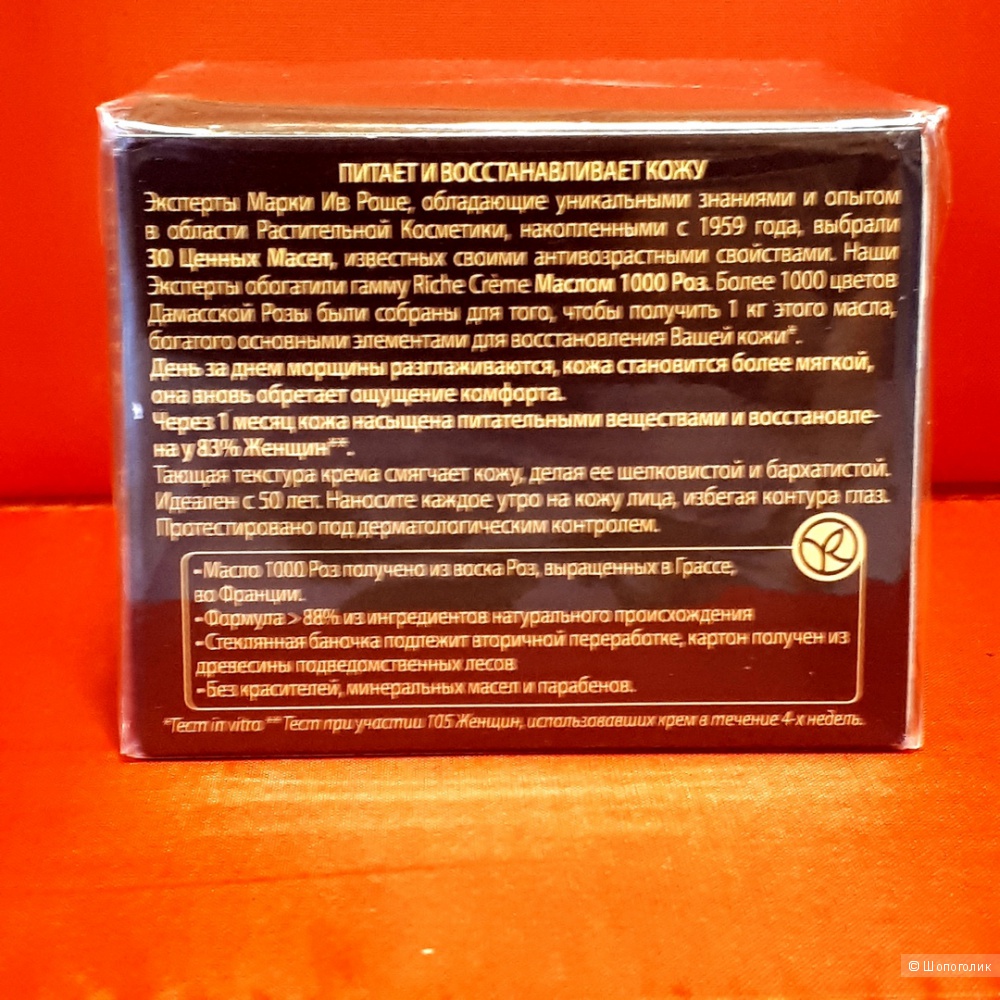 ПИТАЕТ И ВОССТАНАВЛИВАЕТ КОЖУ
Эксперты Марки Ив Роше, обладающие уникальными знаниями и опытом
в области Растительной Косметики, накопленными с 1959 года, выбрали
30 Ценных Масел, известных своими антивозрастными свойствами. Наши
Эксперты обогатили гамму Riche Crème Маслом 1000 Роз. Более 1000 цветов
Дамасской Розы были собраны для того, чтобы получить 1 кг этого масла,
богатого основными элементами для восстановления Вашей кожи*.
День за днем морщины разглаживаются, кожа становится более мягкой,
она вновь обретает ощущение комфорта.
Через 1 месяц кожа насыщена питательными веществами и восстановле-
на у 83% Женщин**.
Тающая текстура крема смягчает кожу, делая ее шелковистой и бархатистой.
Идеален с 50 лет. Наносите каждое утро на кожу лица, избегая контура глаз.
Протестировано под дерматологическим контролем.
-Масло 1000 Роз получено из воска Роз, выращенных в Грассе,
во Франции.
-Формула > 88% из ингредиентов натурального происхождения
-Стеклянная баночка подлежит вторичной переработке, картон получен из
древесины подведомственных лесов
-Без красителей, минеральных масел и парабенов.
*Тест in vitro ** Тест при участии 105 Женщин, использовавших крем в течение 4-х недель.
© Шопоголик